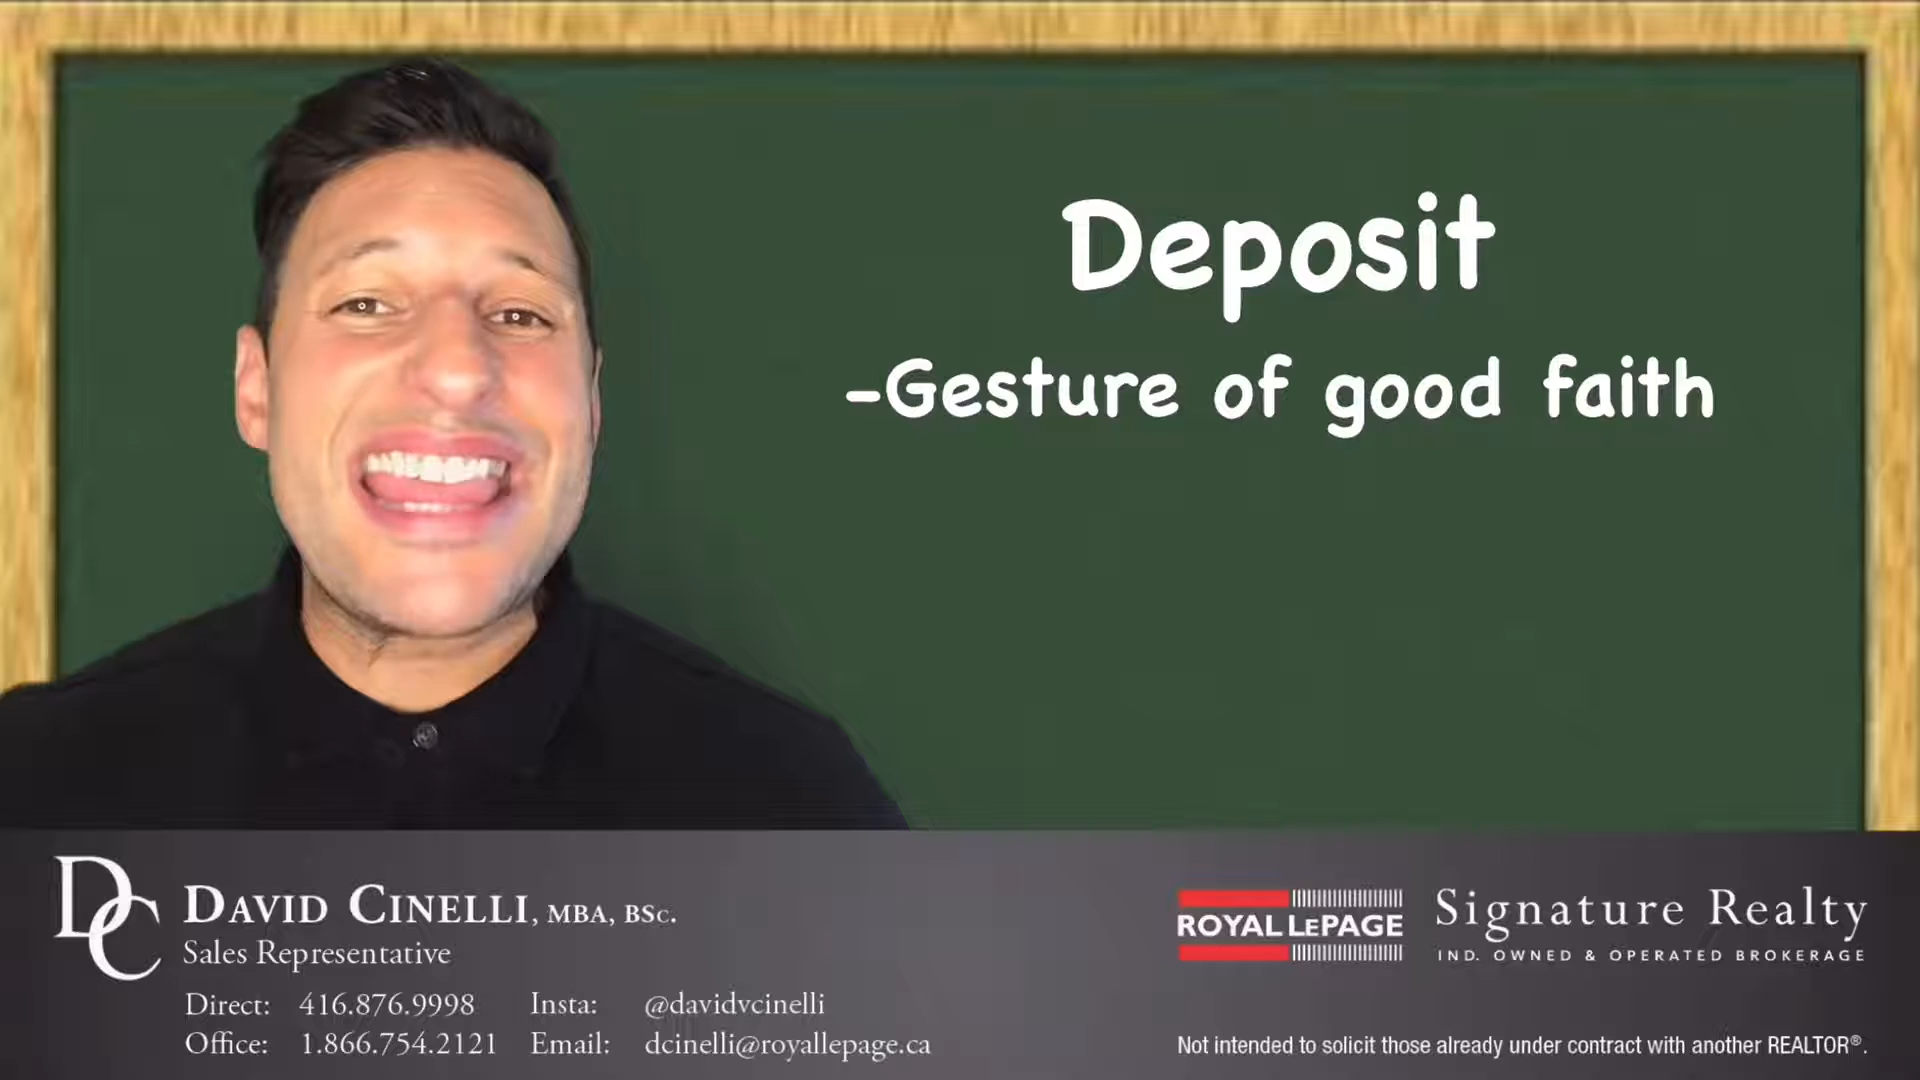 Deposit
-Gesture of good faith
DC
DAVID CINELLI, MBA, BSc.
Sales Representative
Direct: 416.876.9998 Insta: @davidvcinelli
Office: 1.866.754.2121 Email: dcinelli@royallepage.ca
ROYAL LEPAGE
Signature Realty
IND. OWNED & OPERATED BROKERAGE
Not intended to solicit those already under contract with another REALTOR®.